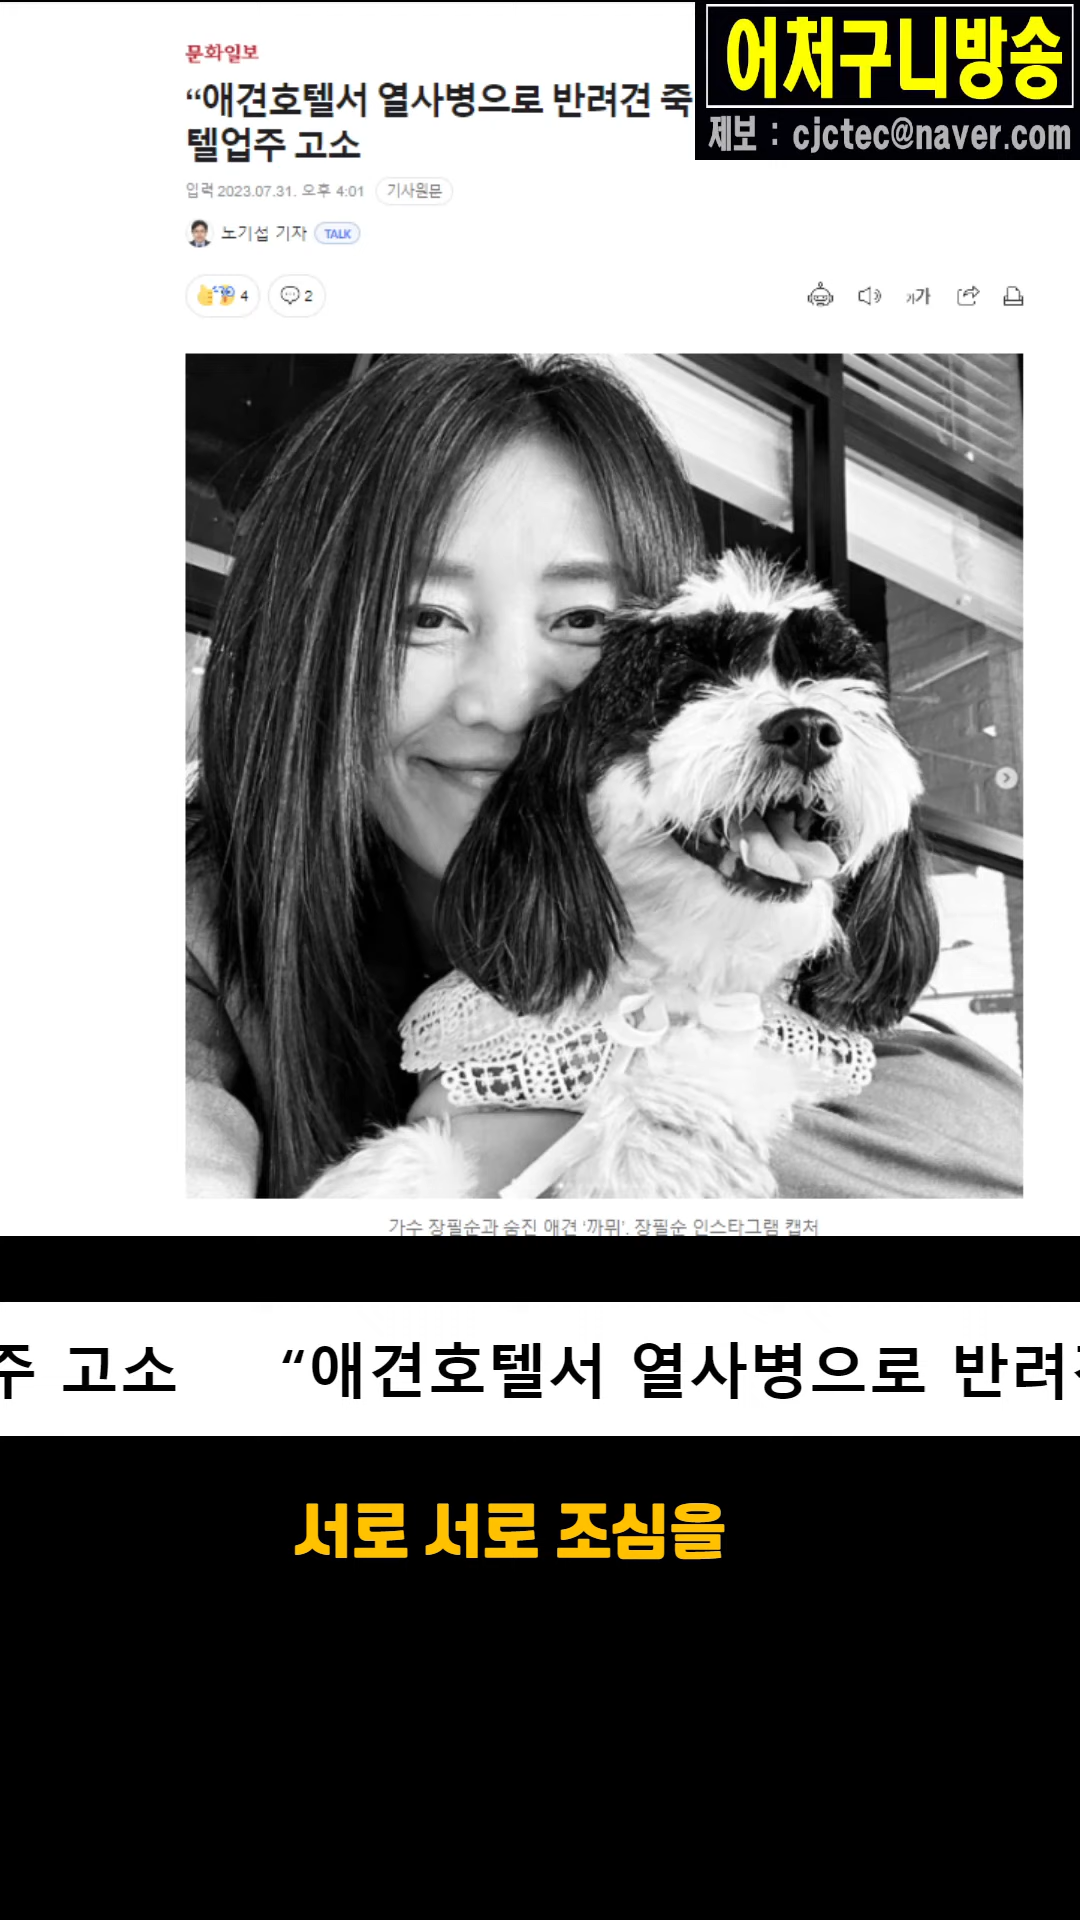 문화일보
어처구니방송
제보 : cjctec@naver.com
“애견호텔서 열사병으로 반려견 죽
텔업주 고소
입력 2023.07.31. 오후 4:01 기사원문
노기섭 기자 TALK
4 2
가가
가수 장필순과 숨진 애견 ‘까뮈’. 장필순 인스타그램 캡처
주 고소 “애견호텔서 열사병으로 반려
서로 서로 조심을